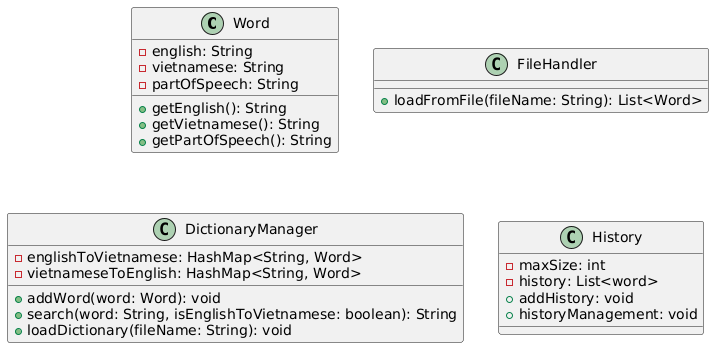 C Word
english: String
vietnamese: String
partOfSpeech: String
getEnglish(): String
getVietnamese(): String
getPartOfSpeech(): String
C FileHandler
loadFromFile(fileName: String): List<Word>
C DictionaryManager
englishToVietnamese: HashMap<String, Word>
vietnameseToEnglish: HashMap<String, Word>
addWord(word: Word): void
search(word: String, isEnglishToVietnamese: boolean): String
loadDictionary(fileName: String): void
C History
maxSize: int
history: List<word>
addHistory: void
historyManagement: void